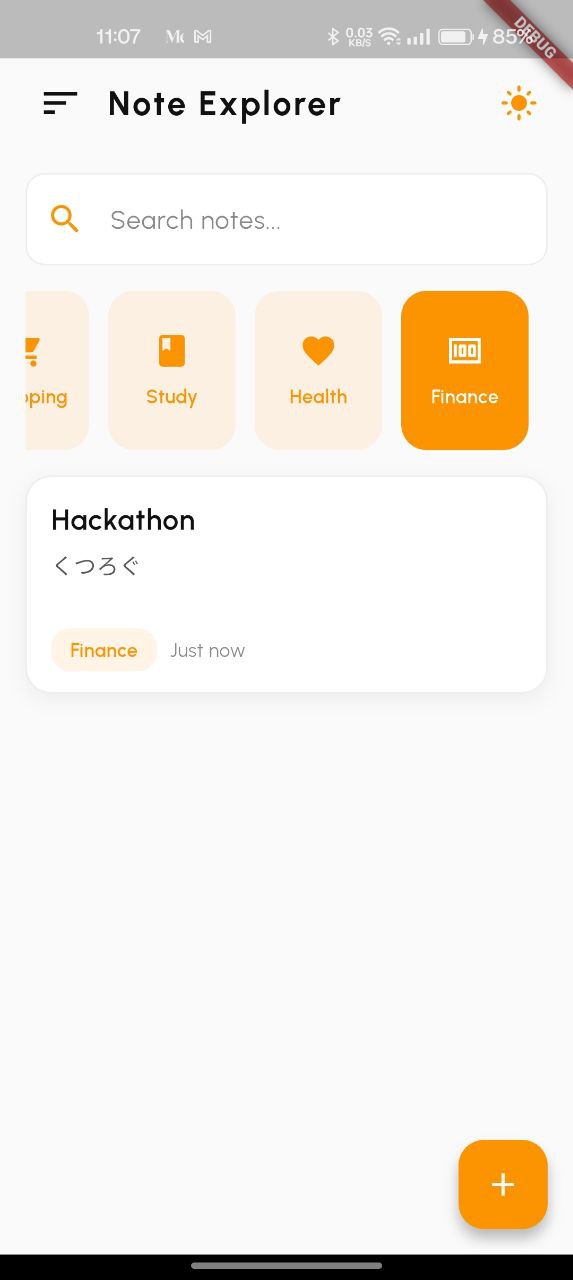 11:07
0.03 KB/S
85%
DEBUG
Note Explorer
Search notes...
pping
Study
Health
Finance
Hackathon
くつろぐ
Finance Just now